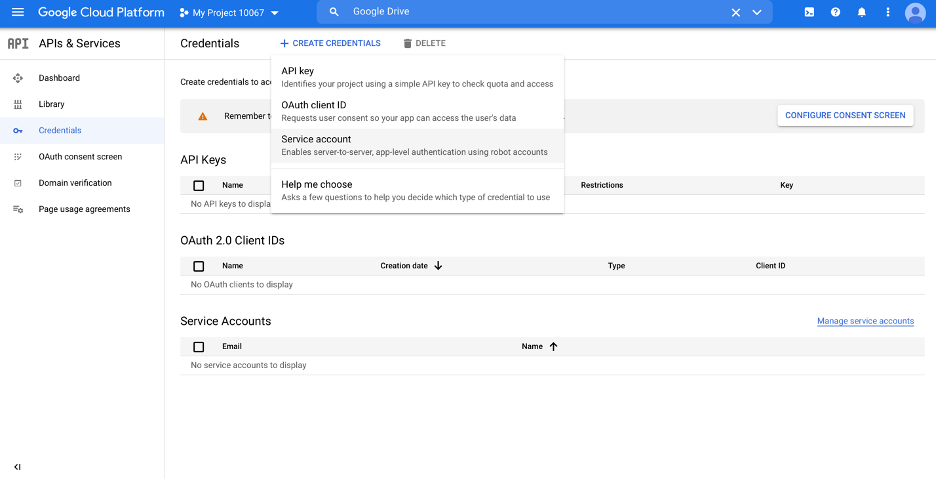 Google Cloud Platform
My Project 10067
Google Drive
API APIs & Services
Credentials
+ CREATE CREDENTIALS
DELETE
Dashboard
Library
Credentials
OAuth consent screen
Domain verification
Page usage agreements
Create credentials to
API key
Identifies your project using a simple API key to check quota and access
OAuth client ID
Requests user consent so your app can access the user's data
Service account
Enables server-to-server, app-level authentication using robot accounts
Help me choose
Asks a few questions to help you decide which type of credential to use
Remember
CONFIGURE CONSENT SCREEN
API Keys
Name
Restrictions
Key
No API keys to
OAuth 2.0 Client IDs
Name
Creation date
Type
Client ID
No OAuth clients to display
Service Accounts
Manage service accounts
Email
Name
No service accounts to display